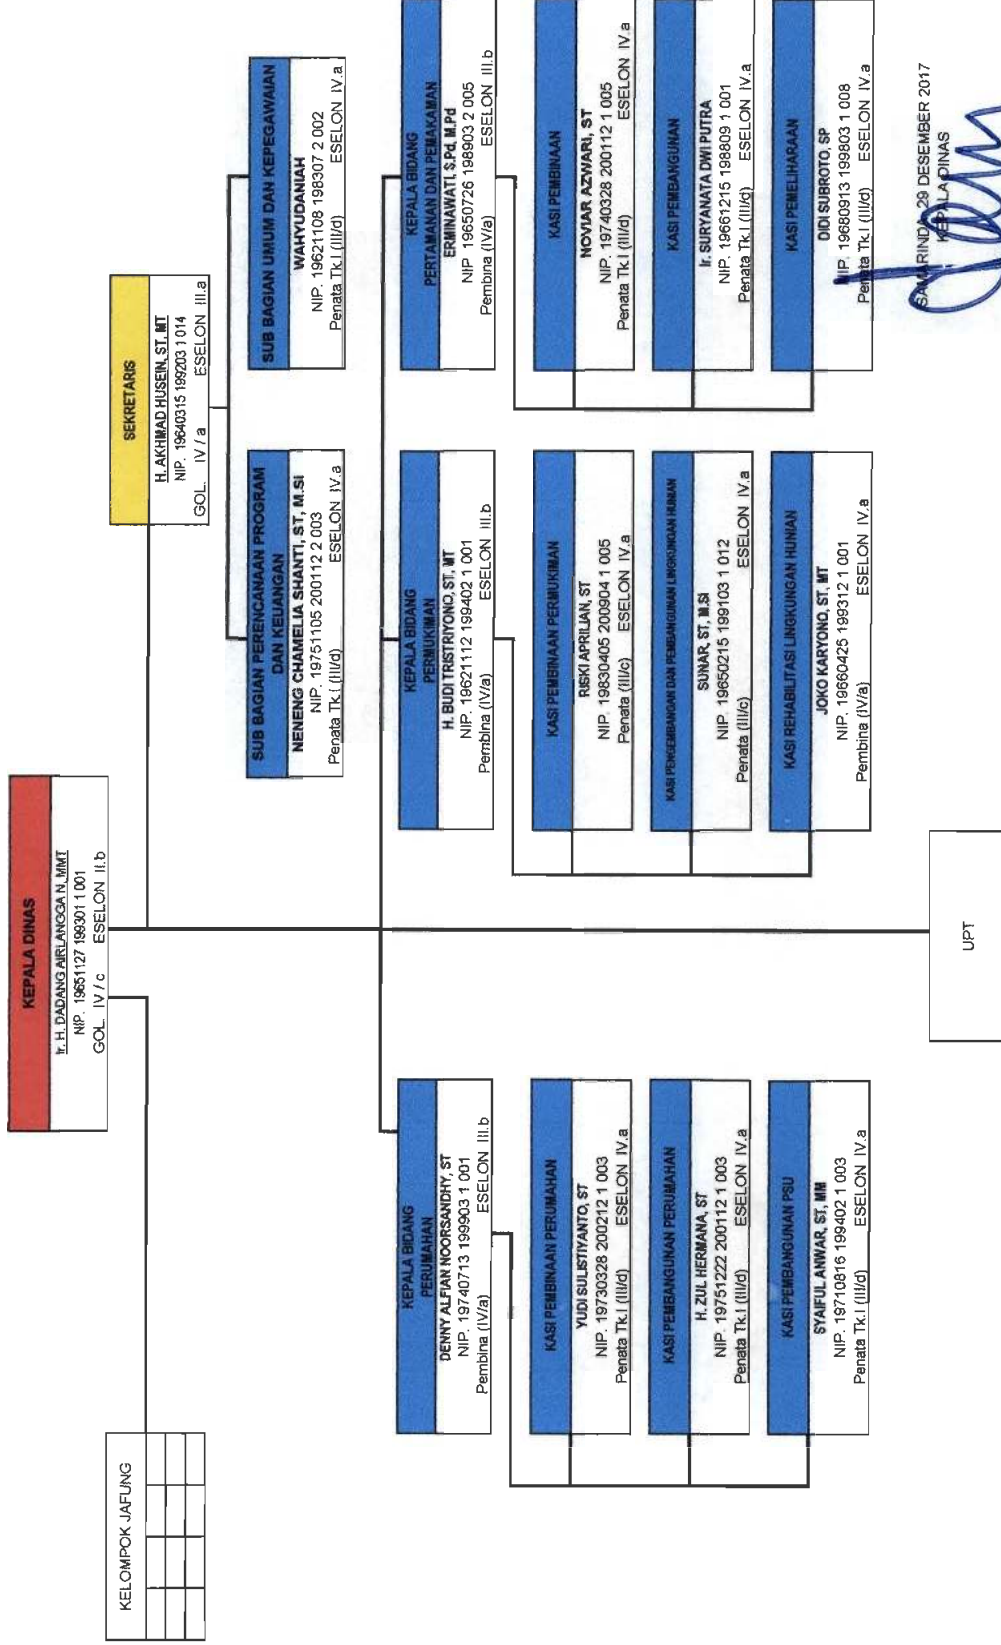 KEPALA DINAS
Ir. H. DADANG AIRLANGGA N, MMT
NIP. 19651127 199301 1 001
GOL. IV / c ESELON II.b
KELOMPOK JAFUNG
SEKRETARIS
H. AKHMAD HUSEIN, ST, MT
NIP. 19640315 199203 1 014
GOL. IV / a ESELON III.a
SUB BAGIAN PERENCANAAN PROGRAM
DAN KEUANGAN
NENENG CHAMELIA SHANTI, ST, M.SI
NIP. 19751105 200112 2 003
Penata Tk.I (III/d) ESELON IV.a
SUB BAGIAN UMUM DAN KEPEGAWAIAN
WAHYUDANIAH
NIP. 19621108 198307 2 002
Penata Tk.I (III/d) ESELON IV.a
KEPALA BIDANG
PERUMAHAN
DENNY ALFIAN NOORSANDHY, ST
NIP. 19740713 199903 1 001
Pembina (IV/a) ESELON III.b
KASI PEMBINAAN PERUMAHAN
YUDI SULISTIYANTO, ST
NIP. 19730328 200212 1 003
Penata Tk.I (III/d) ESELON IV.a
KASI PEMBANGUNAN PERUMAHAN
H. ZUL HERMANA, ST
NIP. 19751222 200112 1 003
Penata Tk.I (III/d) ESELON IV.a
KASI PEMBANGUNAN PSU
SYAIFUL ANWAR, ST, MM
NIP. 19710816 199402 1 003
Penata Tk.I (III/d) ESELON IV.a
KEPALA BIDANG
PERMUKIMAN
H. BUDI TRISTRIYONO, ST, MT
NIP. 19621112 199402 1 001
Pembina (IV/a) ESELON III.b
KASI PEMBINAAN PERMUKIMAN
RISKI APRILIAN, ST
NIP. 19830405 200904 1 005
Penata (III/c) ESELON IV.a
KASI PENGEMBANGAN DAN PEMBANGUNAN LINGKUNGAN HUNIAN
SUNAR, ST, M.SI
NIP. 19650215 199103 1 012
Penata (III/c) ESELON IV.a
KASI REHABILITASI LINGKUNGAN HUNIAN
JOKO KARYONO, ST, MT
NIP. 19660425 199312 1 001
Pembina (IV/a) ESELON IV.a
KEPALA BIDANG
PERTAMANAN DAN PEMAKAMAN
ERMINAWATI, S.Pd, M.Pd
NIP 19650726 198903 2 005
Pembina (IV/a) ESELON III.b
KASI PEMBINAAN
NOVIAR AZWARI, ST
NIP. 19740328 200112 1 005
Penata Tk.I (III/d) ESELON IV.a
KASI PEMBANGUNAN
Ir. SURYANATA DWI PUTRA
NIP. 19661215 198809 1 001
Penata Tk.I (III/d) ESELON IV.a
KASI PEMELIHARAAN
DIDI SUBROTO, SP
NIP. 19680913 199803 1 008
Penata Tk.I (III/d) ESELON IV.a
UPT
SAMARINDA, 29 DESEMBER 2017
KEPALA DINAS